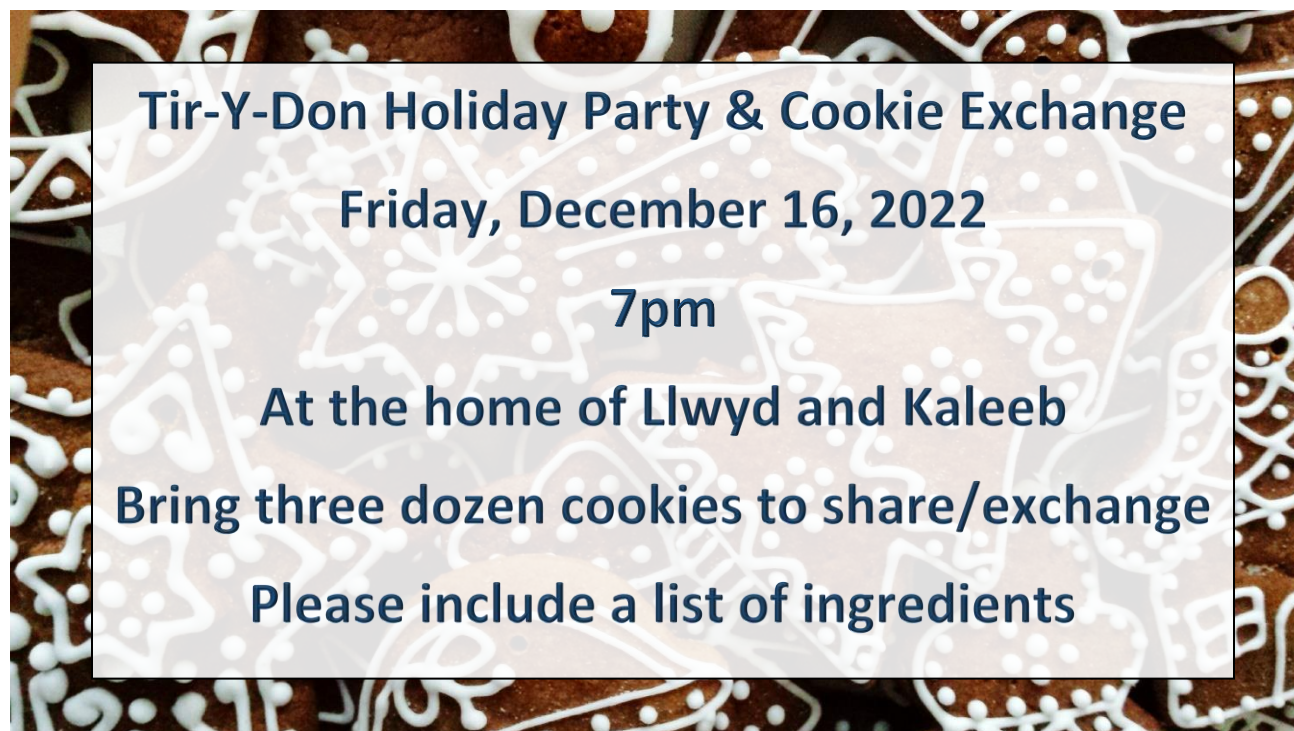 Tir-Y-Don Holiday Party & Cookie Exchange
Friday, December 16, 2022
7pm
At the home of Llwyd and Kaleeb
Bring three dozen cookies to share/exchange
Please include a list of ingredients